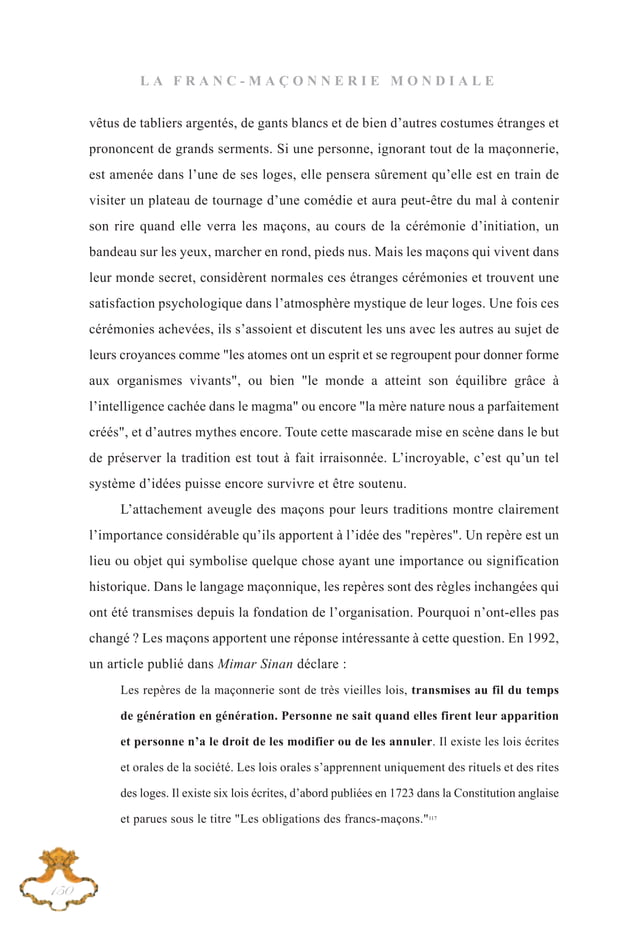 LA FRANC-MAÇONNERIE MONDIALE
vêtus de tabliers argentés, de gants blancs et de bien d’autres costumes étranges et
prononcent de grands serments. Si une personne, ignorant tout de la maçonnerie,
est amenée dans l’une de ses loges, elle pensera sûrement qu’elle est en train de
visiter un plateau de tournage d’une comédie et aura peut-être du mal à contenir
son rire quand elle verra les maçons, au cours de la cérémonie d’initiation, un
bandeau sur les yeux, marcher en rond, pieds nus. Mais les maçons qui vivent dans
leur monde secret, considèrent normales ces étranges cérémonies et trouvent une
satisfaction psychologique dans l’atmosphère mystique de leur loges. Une fois ces
cérémonies achevées, ils s’assoient et discutent les uns avec les autres au sujet de
leurs croyances comme "les atomes ont un esprit et se regroupent pour donner forme
aux organismes vivants", ou bien "le monde a atteint son équilibre grâce à
l’intelligence cachée dans le magma" ou encore "la mère nature nous a parfaitement
créés", et d’autres mythes encore. Toute cette mascarade mise en scène dans le but
de préserver la tradition est tout à fait irraisonnée. L’incroyable, c’est qu’un tel
système d’idées puisse encore survivre et être soutenu.
L’attachement aveugle des maçons pour leurs traditions montre clairement
l’importance considérable qu’ils apportent à l’idée des "repères". Un repère est un
lieu ou objet qui symbolise quelque chose ayant une importance ou signification
historique. Dans le langage maçonnique, les repères sont des règles inchangées qui
ont été transmises depuis la fondation de l’organisation. Pourquoi n’ont-elles pas
changé ? Les maçons apportent une réponse intéressante à cette question. En 1992,
un article publié dans Mimar Sinan déclare :
Les repères de la maçonnerie sont de très vieilles lois, transmises au fil du temps
de génération en génération. Personne ne sait quand elles firent leur apparition
et personne n’a le droit de les modifier ou de les annuler. Il existe les lois écrites
et orales de la société. Les lois orales s’apprennent uniquement des rituels et des rites
des loges. Il existe six lois écrites, d’abord publiées en 1723 dans la Constitution anglaise
et parues sous le titre "Les obligations des francs-maçons."117
150